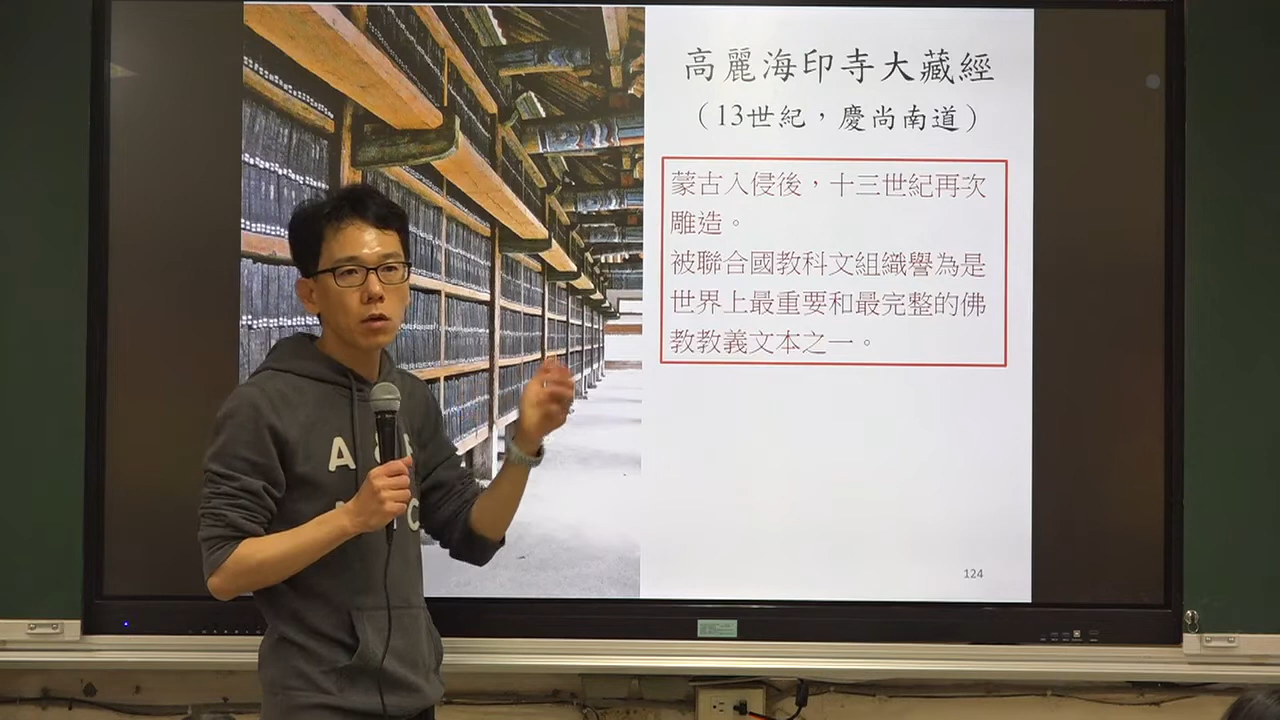 高麗海印寺大藏經
（13世紀，慶尚南道）
蒙古入侵後，十三世紀再次
雕造。
被聯合國教科文組織譽為是
世界上最重要和最完整的佛
教教義文本之一。
124